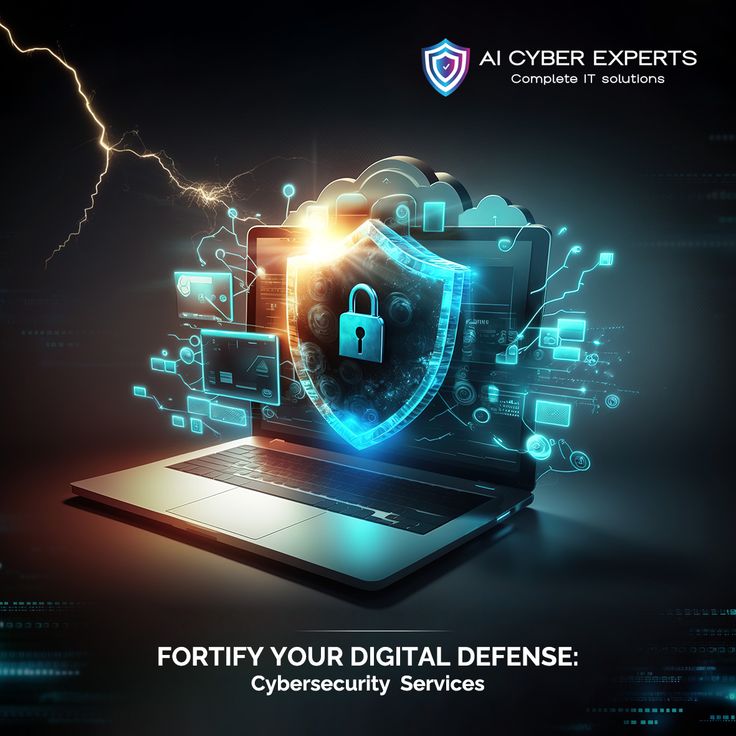 AI CYBER EXPERTS
Complete IT solutions
FORTIFY YOUR DIGITAL DEFENSE:
Cybersecurity Services